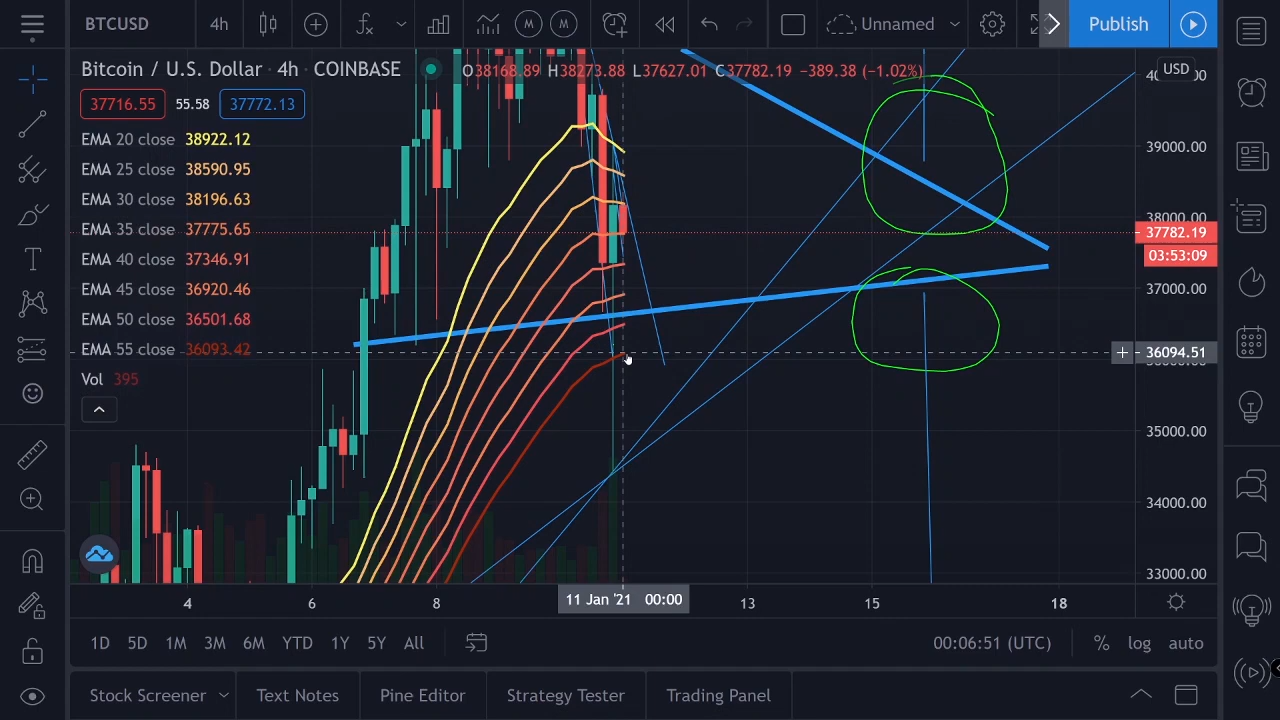 BTCUSD 4h Unnamed Publish
Bitcoin / U.S. Dollar · 4h · COINBASE O38168.89 H38273.88 L37627.01 C37782.19 −389.38 (−1.02%) USD
37716.55 55.58 37772.13
EMA 20 close 38922.12
EMA 25 close 38590.95
EMA 30 close 38196.63
EMA 35 close 37775.65
EMA 40 close 37346.91
EMA 45 close 36920.46
EMA 50 close 36501.68
EMA 55 close 36093.42
Vol 395
39000.00
38000.00
37782.19
03:53:09
37000.00
36094.51
35000.00
34000.00
33000.00
4 6 8 11 Jan '21 00:00 13 15 18
1D 5D 1M 3M 6M YTD 1Y 5Y All 00:06:51 (UTC) % log auto
Stock Screener Text Notes Pine Editor Strategy Tester Trading Panel